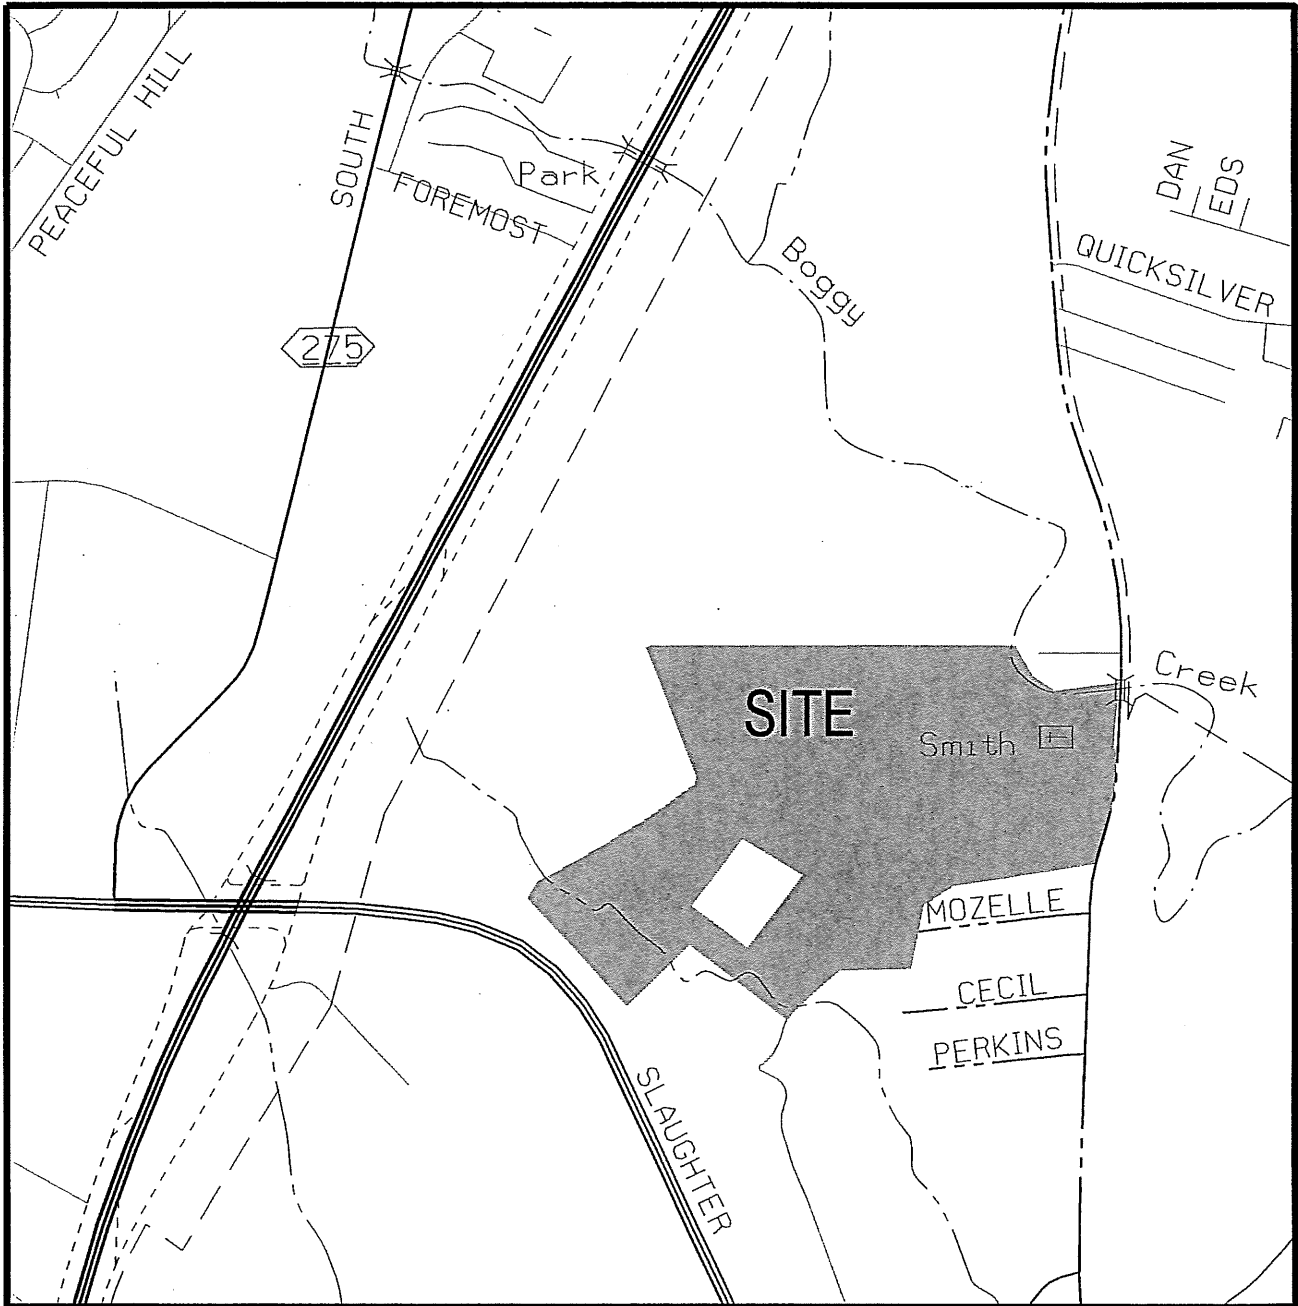 PEACEFUL HILL
SOUTH
FOREMOST
Park
DAN
EDS
QUICKSILVER
Boggy
275
Creek
SITE
Smith
MOZELLE
CECIL
PERKINS
SLAUGHTER